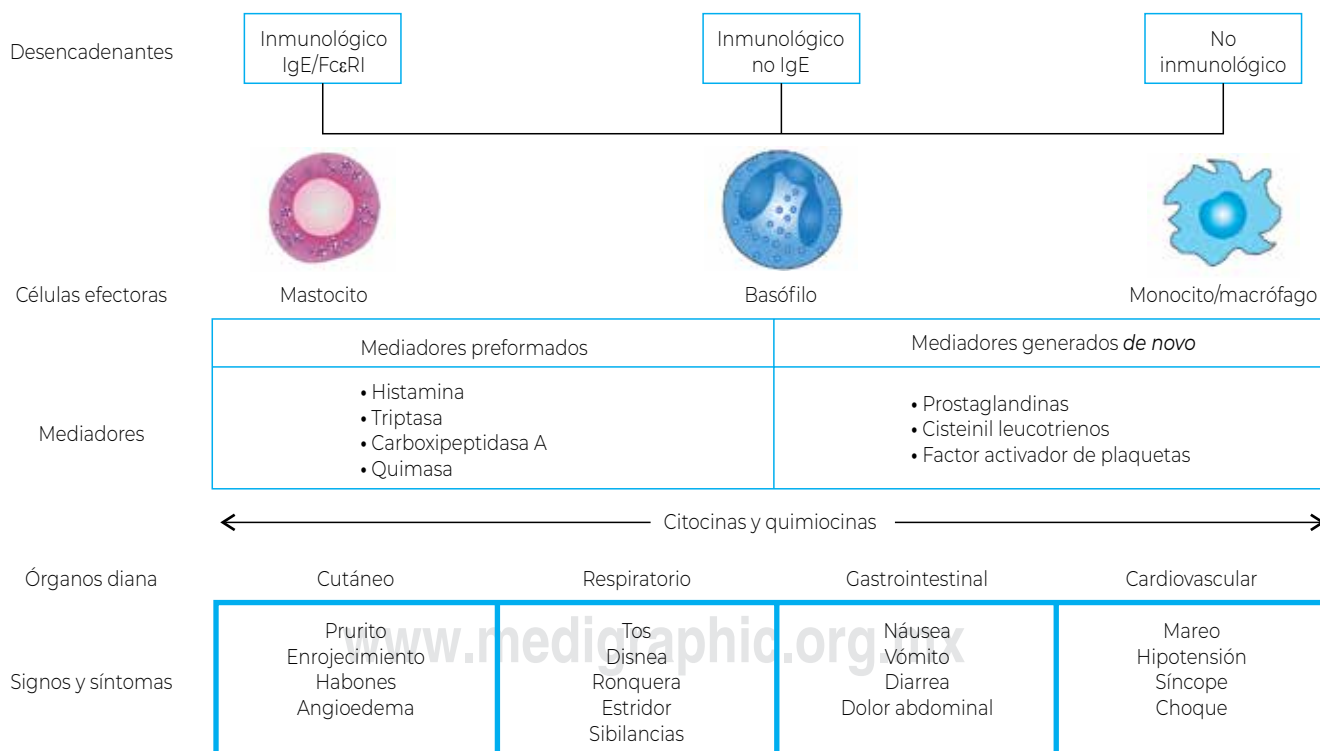 Desencadenantes
Inmunológico
IgE/FcεRI
Inmunológico
no IgE
No
inmunológico
Células efectoras
Mastocito
Basófilo
Monocito/macrófago
Mediadores
Mediadores preformados
• Histamina
• Triptasa
• Carboxipeptidasa A
• Quimasa
Mediadores generados de novo
• Prostaglandinas
• Cisteinil leucotrienos
• Factor activador de plaquetas
Citocinas y quimiocinas
Órganos diana
Cutáneo
Respiratorio
Gastrointestinal
Cardiovascular
Signos y síntomas
Prurito
Enrojecimiento
Habones
Angioedema
Tos
Disnea
Ronquera
Estridor
Sibilancias
Náusea
Vómito
Diarrea
Dolor abdominal
Mareo
Hipotensión
Síncope
Choque
www.medigraphic.org.mx